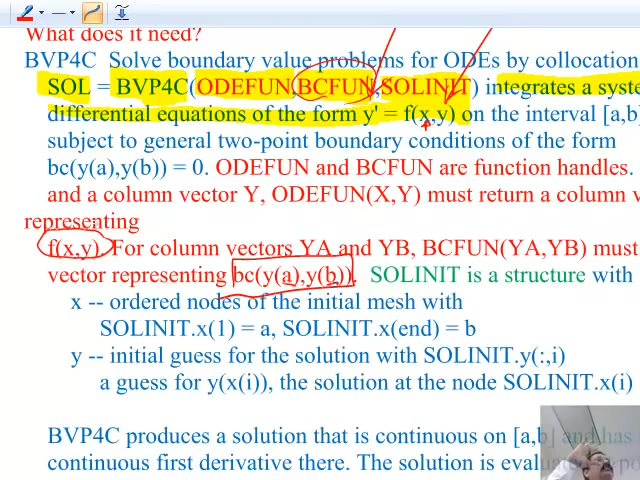 What does it need?
BVP4C Solve boundary value problems for ODEs by collocation
SOL = BVP4C(ODEFUN,BCFUN,SOLINIT) integrates a syste
differential equations of the form y' = f(x,y) on the interval [a,b]
subject to general two-point boundary conditions of the form
bc(y(a),y(b)) = 0. ODEFUN and BCFUN are function handles.
and a column vector Y, ODEFUN(X,Y) must return a column v
representing
f(x,y). For column vectors YA and YB, BCFUN(YA,YB) must
vector representing bc(y(a),y(b)). SOLINIT is a structure with
x -- ordered nodes of the initial mesh with
SOLINIT.x(1) = a, SOLINIT.x(end) = b
y -- initial guess for the solution with SOLINIT.y(:,i)
a guess for y(x(i)), the solution at the node SOLINIT.x(i)
BVP4C produces a solution that is continuous on [a,b] and has
continuous first derivative there. The solution is evaluated